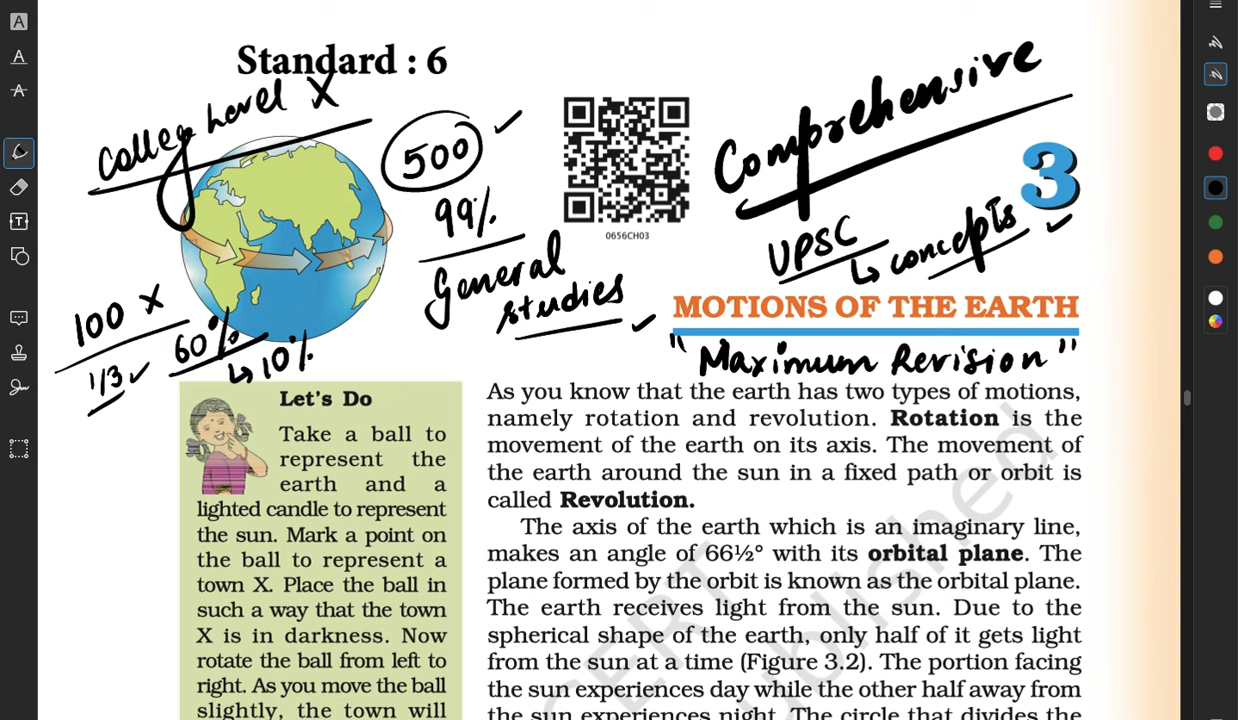 Standard : 6
College Level X
500 ✓
99%
General
studies ✓
100 X
1/3 ✓
60%
↳ 10%
0656CH03
Comprehensive
3
UPSC
↳ concepts ✓
MOTIONS OF THE EARTH
"Maximum Revision"
Let's Do
Take a ball to
represent the
earth and a
lighted candle to represent
the sun. Mark a point on
the ball to represent a
town X. Place the ball in
such a way that the town
X is in darkness. Now
rotate the ball from left to
right. As you move the ball
slightly, the town will
As you know that the earth has two types of motions,
namely rotation and revolution. Rotation is the
movement of the earth on its axis. The movement of
the earth around the sun in a fixed path or orbit is
called Revolution.
The axis of the earth which is an imaginary line,
makes an angle of 66½° with its orbital plane. The
plane formed by the orbit is known as the orbital plane.
The earth receives light from the sun. Due to the
spherical shape of the earth, only half of it gets light
from the sun at a time (Figure 3.2). The portion facing
the sun experiences day while the other half away from
the sun experiences night. The circle that divides the